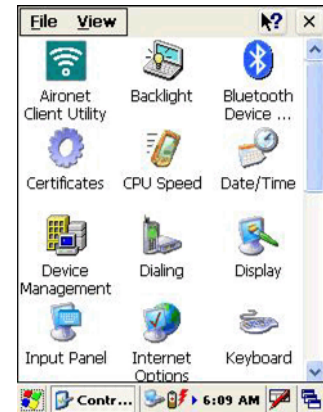 File View ?
Aironet Client Utility
Backlight
Bluetooth Device ...
Certificates
CPU Speed
Date/Time
Device Management
Dialing
Display
Input Panel
Internet Options
Keyboard
Contr... 6:09 AM